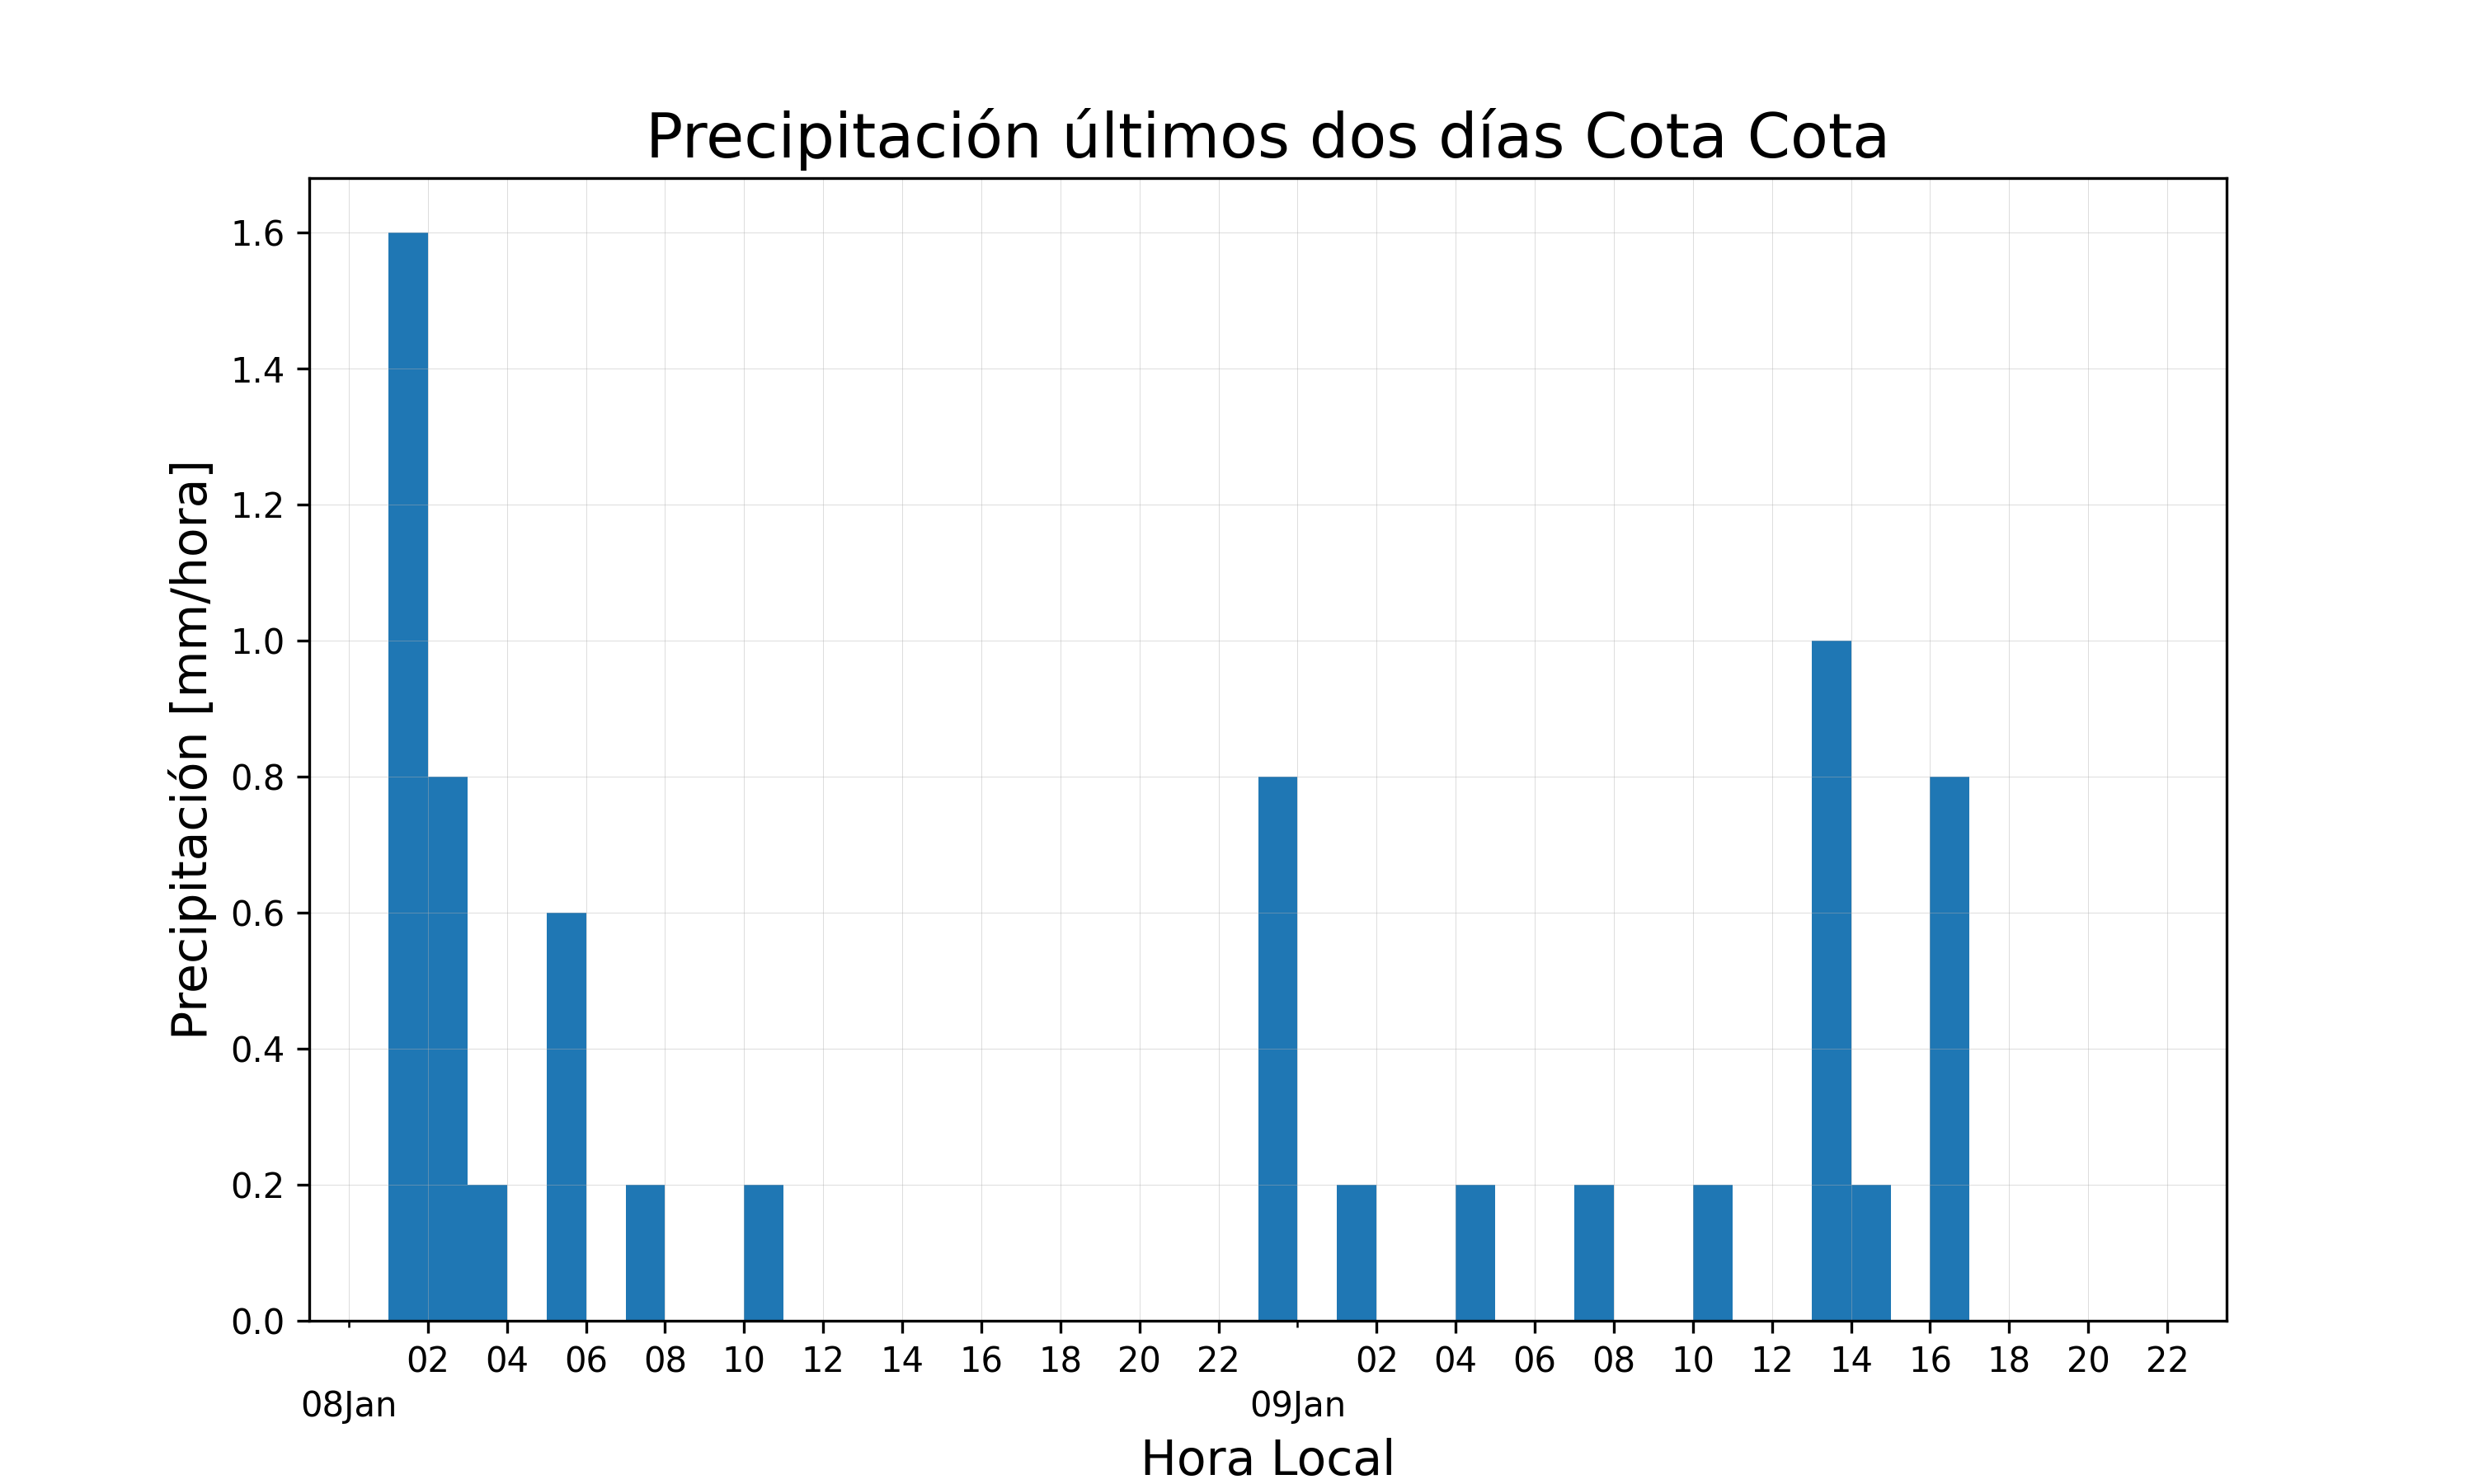 Precipitación últimos dos días Cota Cota
Precipitación [mm/hora]
1.6
1.4
1.2
1.0
0.8
0.6
0.4
0.2
0.0
02 04 06 08 10 12 14 16 18 20 22 02 04 06 08 10 12 14 16 18 20 22
08Jan 09Jan
Hora Local